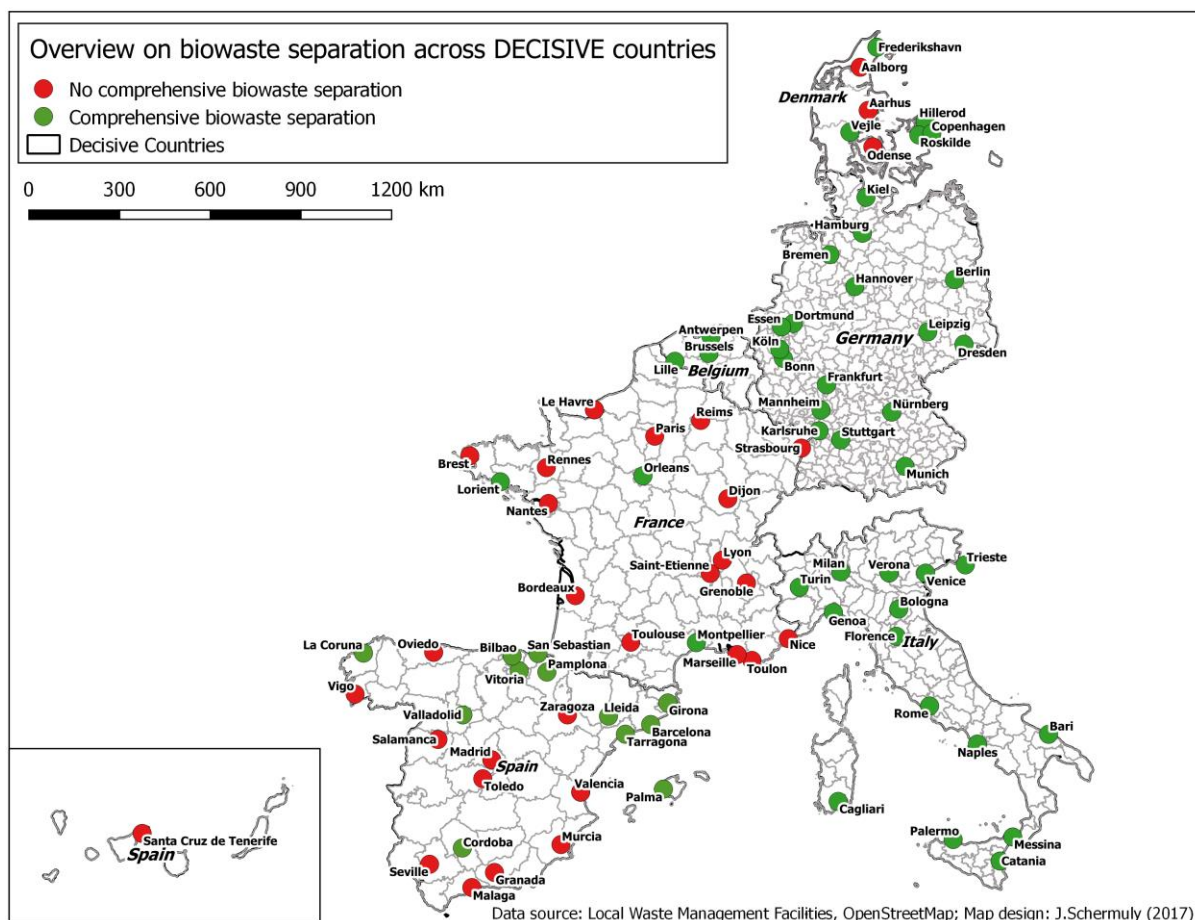 Overview on biowaste separation across DECISIVE countries
No comprehensive biowaste separation
Comprehensive biowaste separation
Decisive Countries
0 300 600 900 1200 km
Frederikshavn
Aalborg
Denmark
Aarhus
Hillerod
Vejle
Copenhagen
Roskilde
Odense
Kiel
Hamburg
Bremen
Berlin
Hannover
Essen
Dortmund
Leipzig
Antwerpen
Köln
Germany
Brussels
Dresden
Lille
Belgium
Bonn
Frankfurt
Le Havre
Mannheim
Nürnberg
Reims
Paris
Karlsruhe
Stuttgart
Strasbourg
Brest
Rennes
Orleans
Munich
Lorient
Dijon
Nantes
France
Lyon
Saint-Etienne
Milan
Verona
Trieste
Turin
Venice
Grenoble
Bordeaux
Bologna
Genoa
Toulouse
Montpellier
Nice
Florence
Italy
La Coruna
Oviedo
Bilbao
San Sebastian
Marseille
Toulon
Pamplona
Vitoria
Vigo
Zaragoza
Lleida
Girona
Valladolid
Rome
Barcelona
Bari
Salamanca
Tarragona
Madrid
Naples
Spain
Toledo
Valencia
Palma
Cagliari
Santa Cruz de Tenerife
Spain
Cordoba
Murcia
Palermo
Messina
Seville
Catania
Granada
Malaga
Data source: Local Waste Management Facilities, OpenStreetMap; Map design: J.Schermuly (2017)